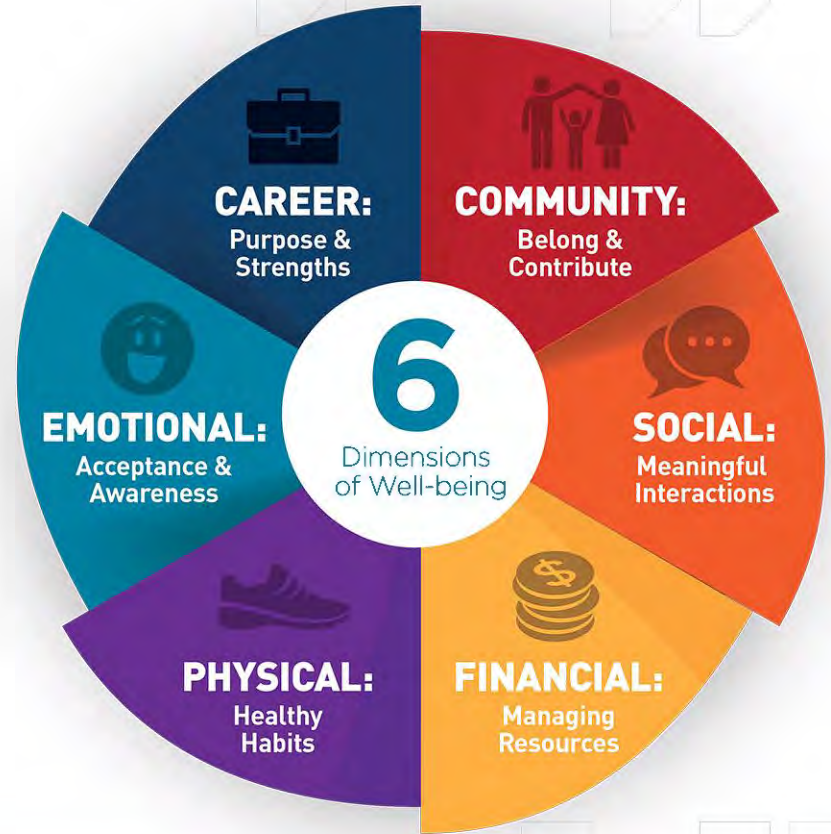 CAREER:
Purpose &
Strengths
COMMUNITY:
Belong &
Contribute
SOCIAL:
Meaningful
Interactions
FINANCIAL:
Managing
Resources
PHYSICAL:
Healthy
Habits
EMOTIONAL:
Acceptance &
Awareness
6
Dimensions
of Well-being
$